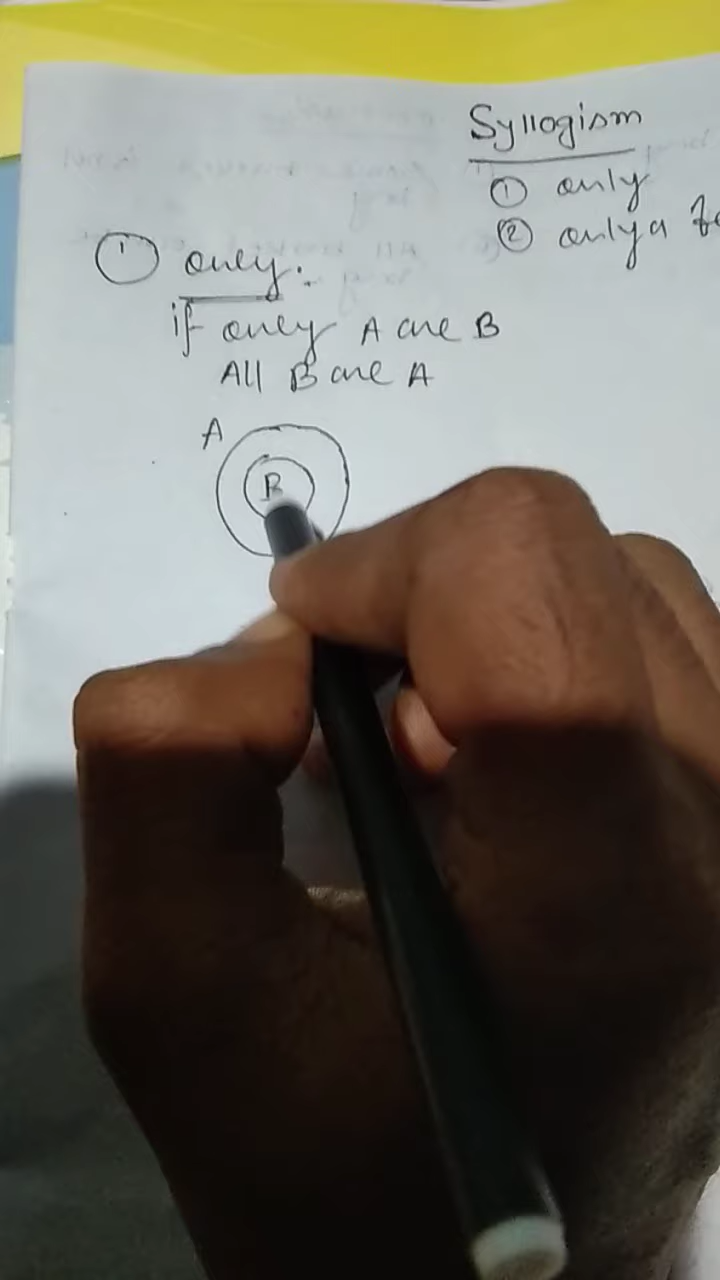 Syllogism
① only
② only a
① only:
if only A are B
All B are A
A
B